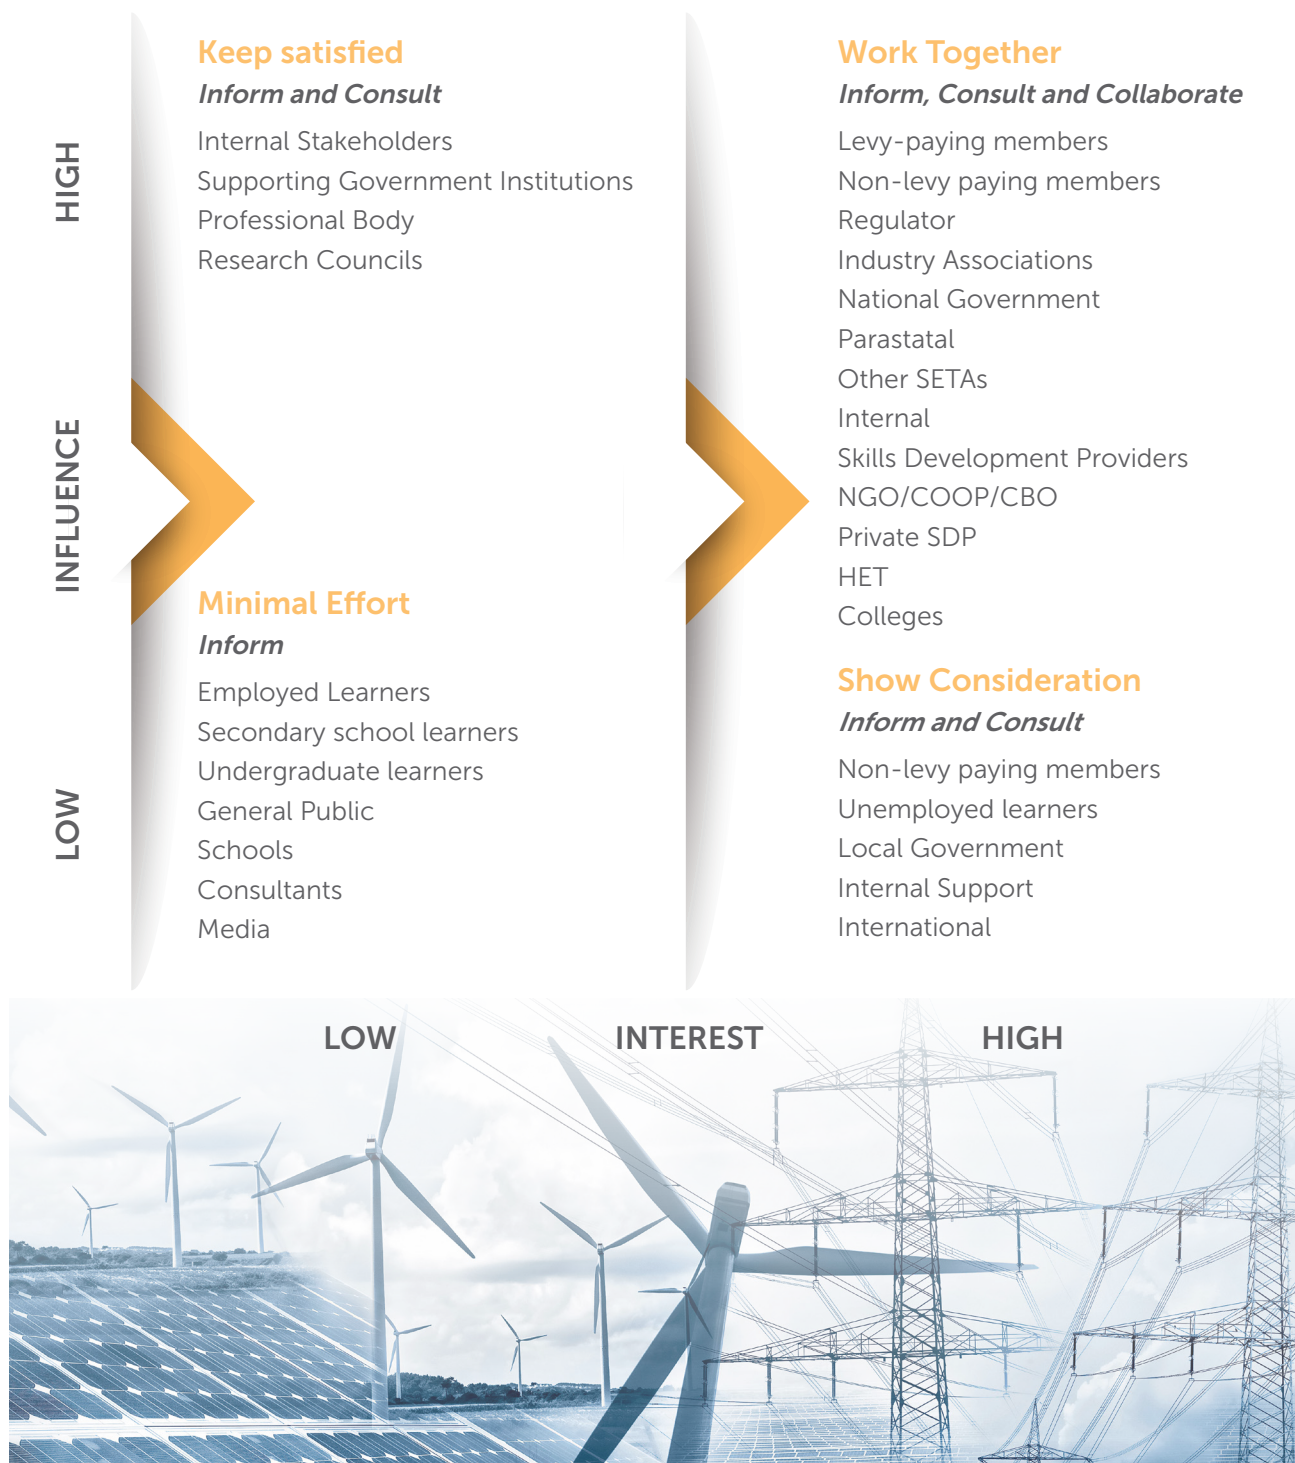 HIGH
INFLUENCE
LOW
Keep satisfied
Inform and Consult
Internal Stakeholders
Supporting Government Institutions
Professional Body
Research Councils
Minimal Effort
Inform
Employed Learners
Secondary school learners
Undergraduate learners
General Public
Schools
Consultants
Media
Work Together
Inform, Consult and Collaborate
Levy-paying members
Non-levy paying members
Regulator
Industry Associations
National Government
Parastatal
Other SETAs
Internal
Skills Development Providers
NGO/COOP/CBO
Private SDP
HET
Colleges
Show Consideration
Inform and Consult
Non-levy paying members
Unemployed learners
Local Government
Internal Support
International
LOW
INTEREST
HIGH